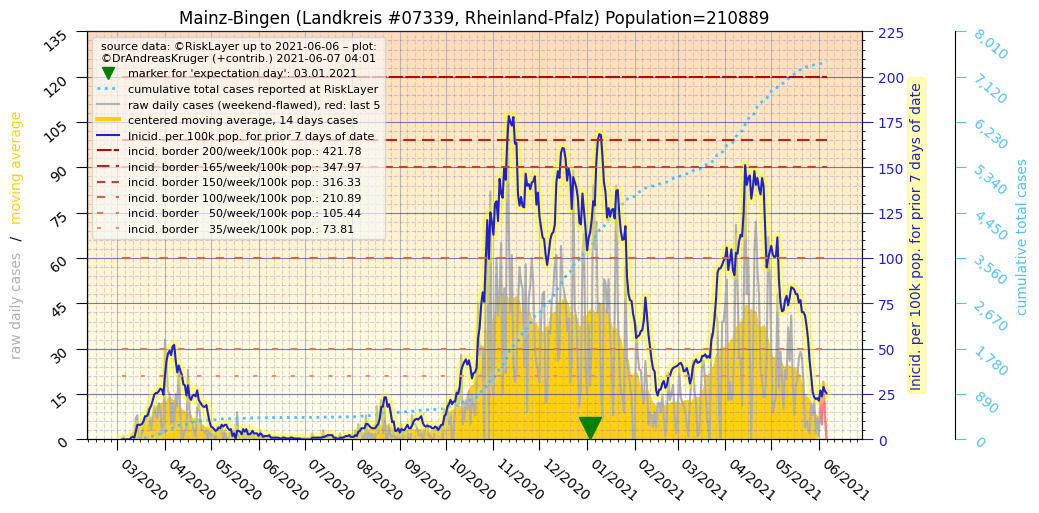 Mainz-Bingen (Landkreis #07339, Rheinland-Pfalz) Population=210889
source data: ©RiskLayer up to 2021-06-06 – plot:
©DrAndreasKruger (+contrib.) 2021-06-07 04:01
marker for 'expectation day': 03.01.2021
cumulative total cases reported at RiskLayer
raw daily cases (weekend-flawed), red: last 5
centered moving average, 14 days cases
Inicid. per 100k pop. for prior 7 days of date
incid. border 200/week/100k pop.: 421.78
incid. border 165/week/100k pop.: 347.97
incid. border 150/week/100k pop.: 316.33
incid. border 100/week/100k pop.: 210.89
incid. border 50/week/100k pop.: 105.44
incid. border 35/week/100k pop.: 73.81
raw daily cases / moving average
135
120
105
90
75
60
45
30
15
0
225
200
175
150
125
100
75
50
25
0
Inicid. per 100k pop. for prior 7 days of date
8,010
7,120
6,230
5,340
4,450
3,560
2,670
1,780
890
0
cumulative total cases
03/2020
04/2020
05/2020
06/2020
07/2020
08/2020
09/2020
10/2020
11/2020
12/2020
01/2021
02/2021
03/2021
04/2021
05/2021
06/2021